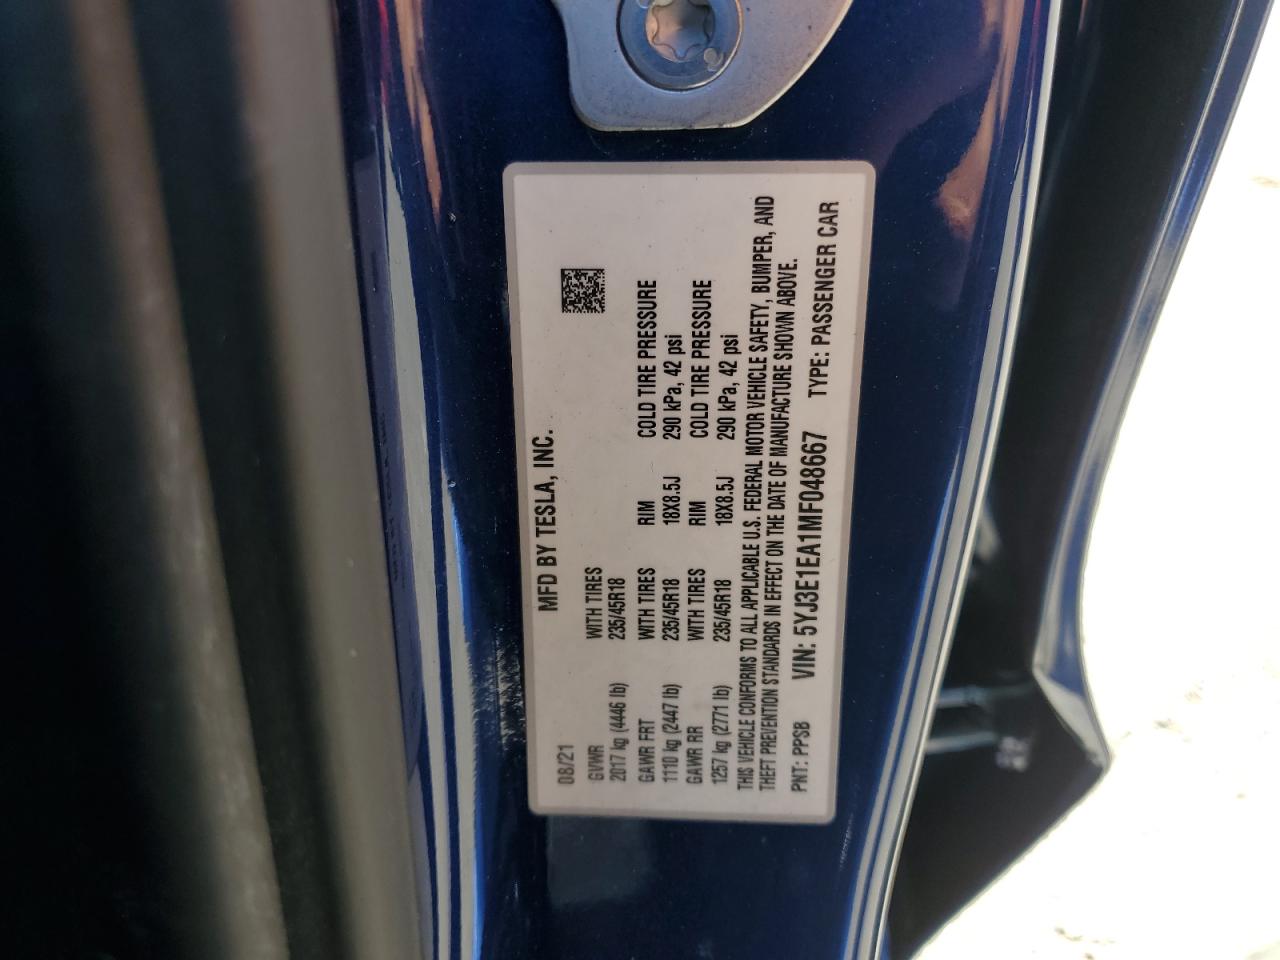 MFD BY TESLA, INC.
08/21
GVWR WITH TIRES
2017 kg (4446 lb) 235/45R18
GAWR FRT WITH TIRES RIM COLD TIRE PRESSURE
1110 kg (2447 lb) 235/45R18 18X8.5J 290 kPa, 42 psi
GAWR RR WITH TIRES RIM COLD TIRE PRESSURE
1257 kg (2771 lb) 235/45R18 18X8.5J 290 kPa, 42 psi
THIS VEHICLE CONFORMS TO ALL APPLICABLE U.S. FEDERAL MOTOR VEHICLE SAFETY, BUMPER, AND
THEFT PREVENTION STANDARDS IN EFFECT ON THE DATE OF MANUFACTURE SHOWN ABOVE.
PNT: PPSB VIN: 5YJ3E1EA1MF048667 TYPE: PASSENGER CAR